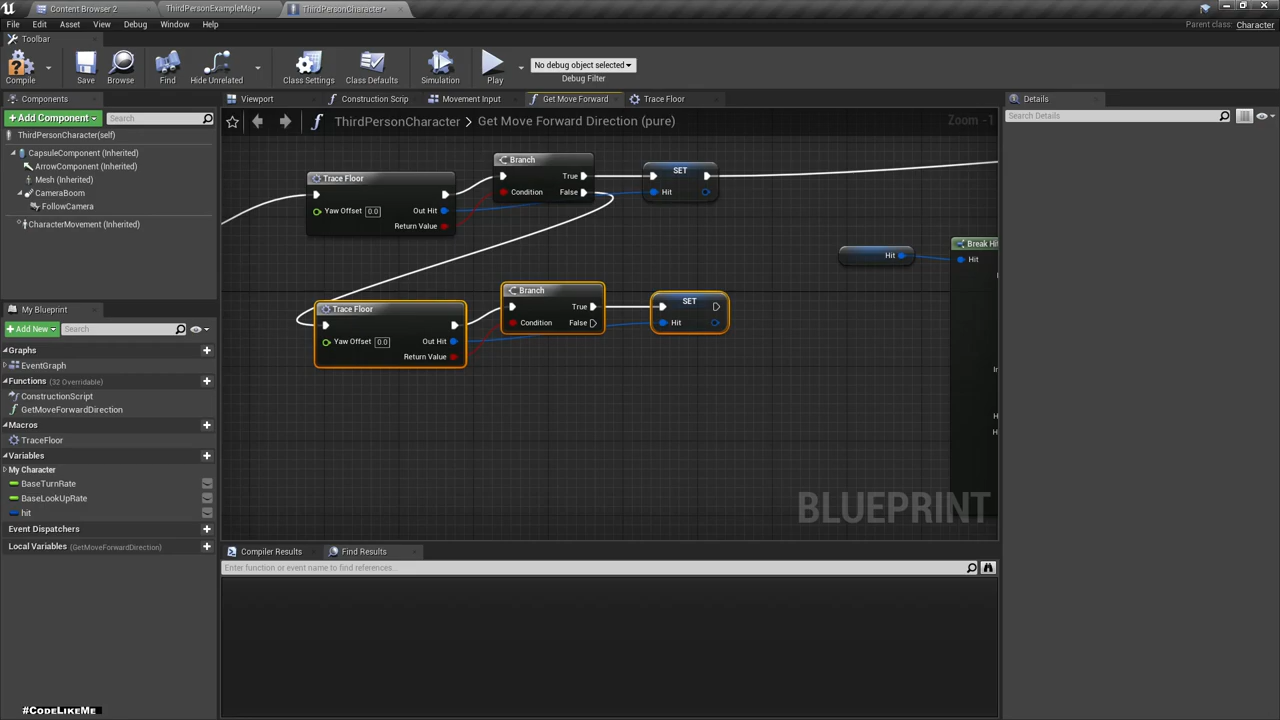 Content Browser 2
ThirdPersonExampleMap*
ThirdPersonCharacter*
File Edit Asset View Debug Window Help
Parent class: Character
Toolbar
Compile
Save
Browse
Find
Hide Unrelated
Class Settings
Class Defaults
Simulation
Play
No debug object selected
Debug Filter
Components
+Add Component
Search
ThirdPersonCharacter(self)
CapsuleComponent (Inherited)
ArrowComponent (Inherited)
Mesh (Inherited)
CameraBoom
FollowCamera
CharacterMovement (Inherited)
My Blueprint
+Add New
Search
Graphs
EventGraph
Functions (32 Overridable)
ConstructionScript
GetMoveForwardDirection
Macros
TraceFloor
Variables
My Character
BaseTurnRate
BaseLookUpRate
hit
Event Dispatchers
Local Variables (GetMoveForwardDirection)
Viewport
Construction Scrip
Movement Input
Get Move Forward
Trace Floor
ThirdPersonCharacter > Get Move Forward Direction (pure)
Zoom -1
Trace Floor
Yaw Offset 0.0
Out Hit
Return Value
Branch
True
Condition False
SET
Hit
Trace Floor
Yaw Offset 0.0
Out Hit
Return Value
Branch
True
Condition False
SET
Hit
Hit
Break Hi
Hit
In
H
H
BLUEPRINT
Compiler Results
Find Results
Enter function or event name to find references...
Details
Search Details
#CODELIKEME